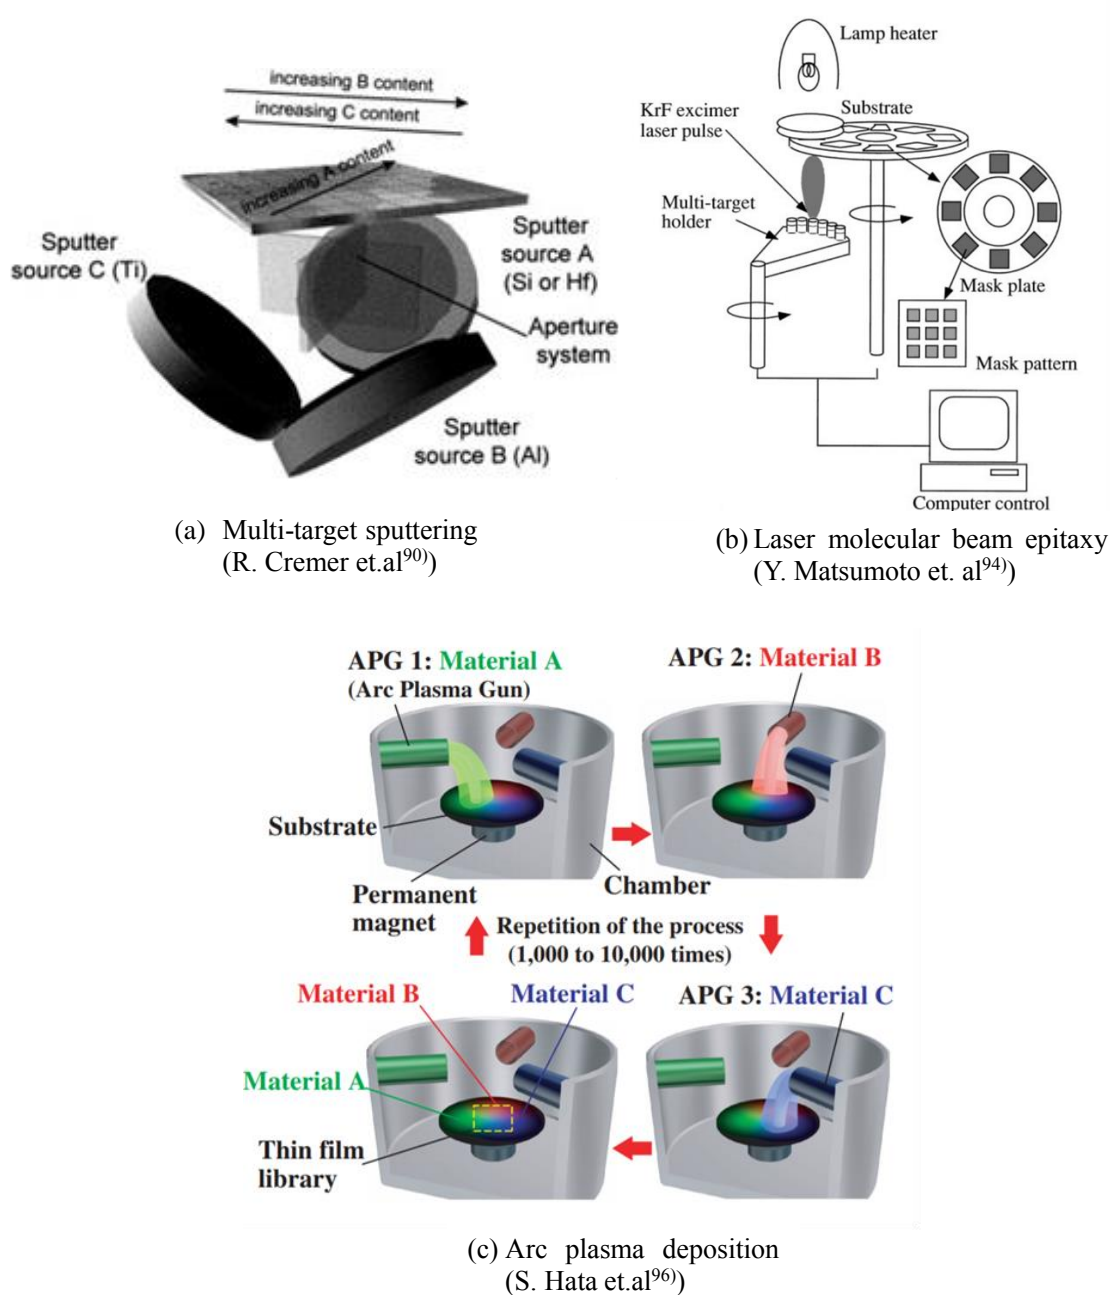 increasing B content
increasing C content
increasing A content
Sputter
source C (Ti)
Sputter
source A
(Si or Hf)
Aperture
system
Sputter
source B (Al)
(a) Multi-target sputtering
(R. Cremer et.al90))
Lamp heater
KrF excimer
laser pulse
Substrate
Multi-target
holder
Mask plate
Mask pattern
Computer control
(b) Laser molecular beam epitaxy
(Y. Matsumoto et. al94))
APG 1: Material A
(Arc Plasma Gun)
APG 2: Material B
Substrate
Permanent
magnet
Chamber
Repetition of the process
(1,000 to 10,000 times)
Material B
Material C
APG 3: Material C
Material A
Thin film
library
(c) Arc plasma deposition
(S. Hata et.al96))